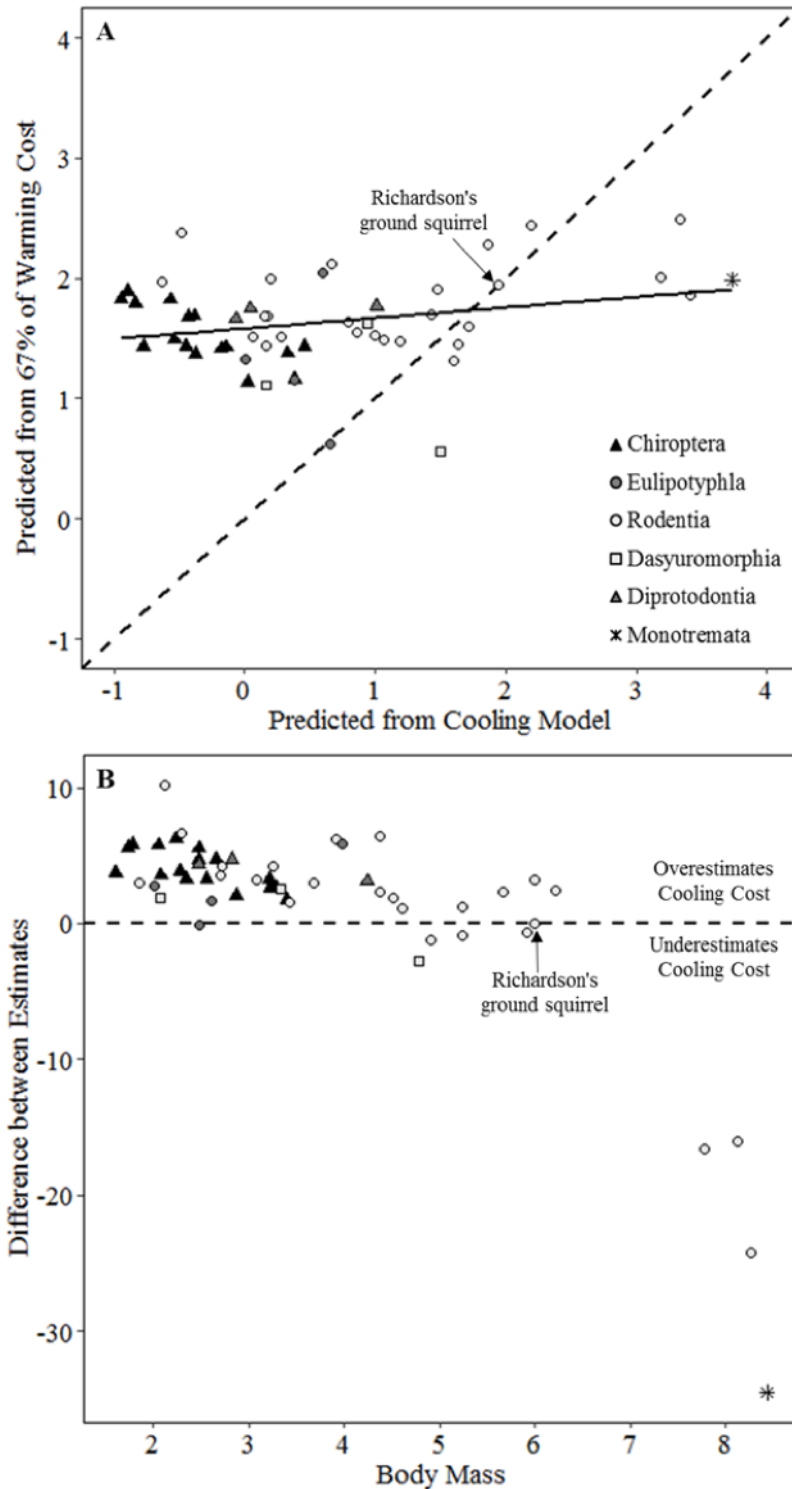 A
4
3
2
1
0
-1
Predicted from 67% of Warming Cost
Richardson's
ground squirrel
Chiroptera
Eulipotyphla
Rodentia
Dasyuromorphia
Diprotodontia
Monotremata
-1 0 1 2 3 4
Predicted from Cooling Model
B
10
0
-10
-20
-30
Difference between Estimates
Overestimates
Cooling Cost
Underestimates
Cooling Cost
Richardson's
ground squirrel
2 3 4 5 6 7 8
Body Mass